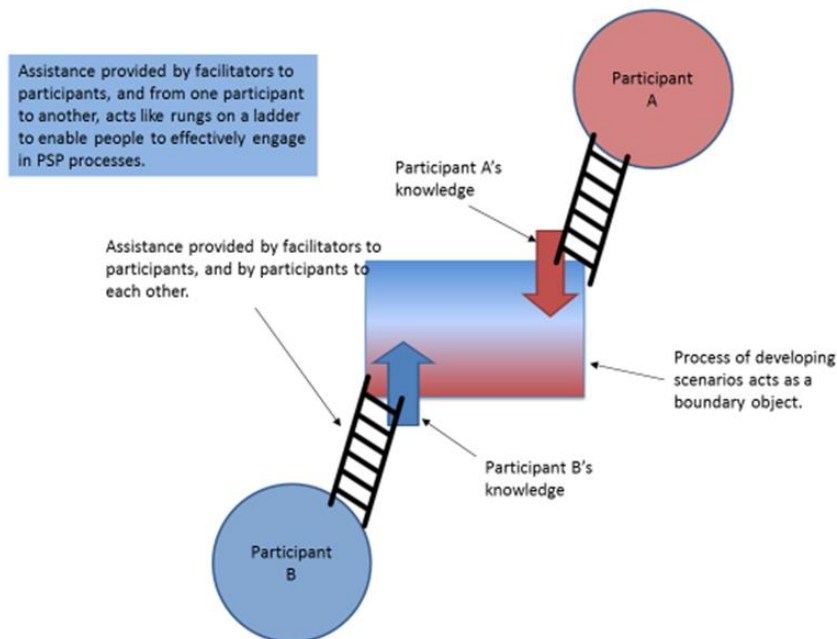 Assistance provided by facilitators to
participants, and from one participant
to another, acts like rungs on a ladder
to enable people to effectively engage
in PSP processes.
Participant
A
Participant A's
knowledge
Assistance provided by facilitators to
participants, and by participants to
each other.
Process of developing
scenarios acts as a
boundary object.
Participant B's
knowledge
Participant
B